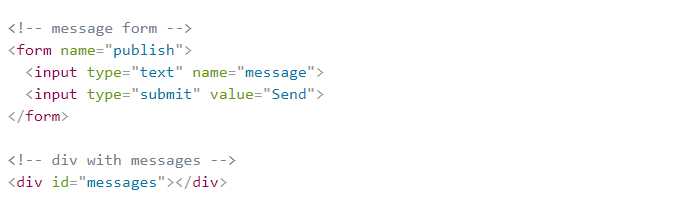 <!-- message form -->
<form name="publish">
  <input type="text" name="message">
  <input type="submit" value="Send">
</form>

<!-- div with messages -->
<div id="messages"></div>